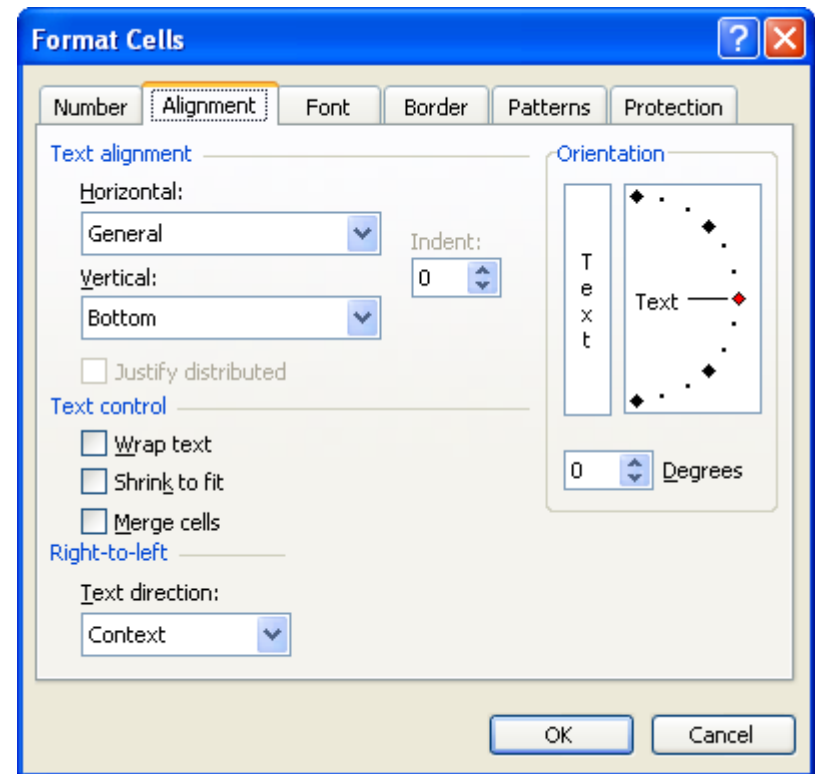 Format Cells
?
Number Alignment Font Border Patterns Protection
Text alignment
Horizontal:
General
Indent:
0
Vertical:
Bottom
Justify distributed
Text control
Wrap text
Shrink to fit
Merge cells
Right-to-left
Text direction:
Context
Orientation
T
e
x
t
Text
0 Degrees
OK Cancel